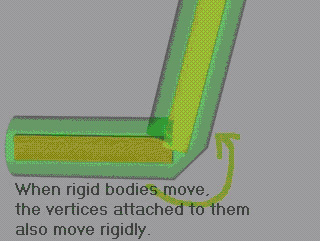 When rigid bodies move,
the vertices attached to them
also move rigidly.